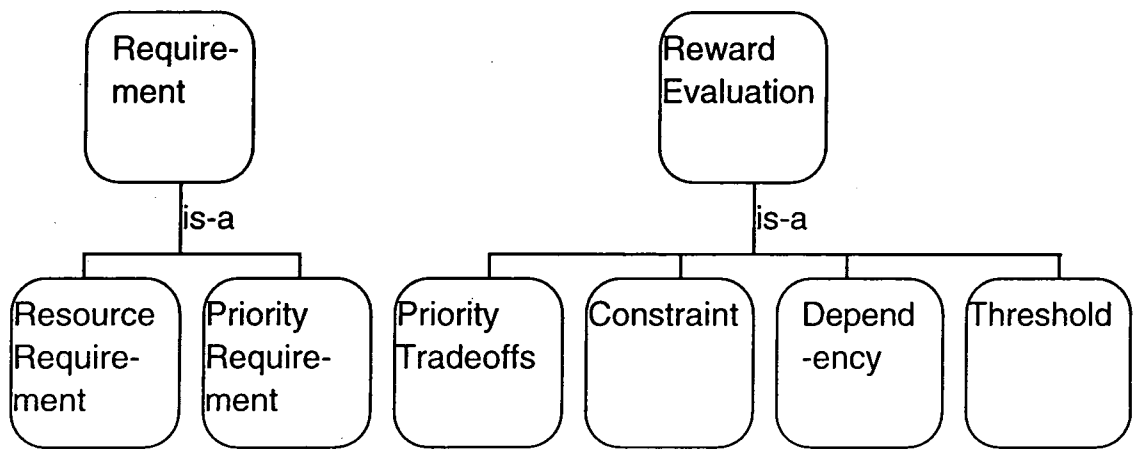 Require-
ment
Reward
Evaluation
is-a
is-a
Resource
Require-
ment
Priority
Require-
ment
Priority
Tradeoffs
Constraint
Depend
-ency
Threshold